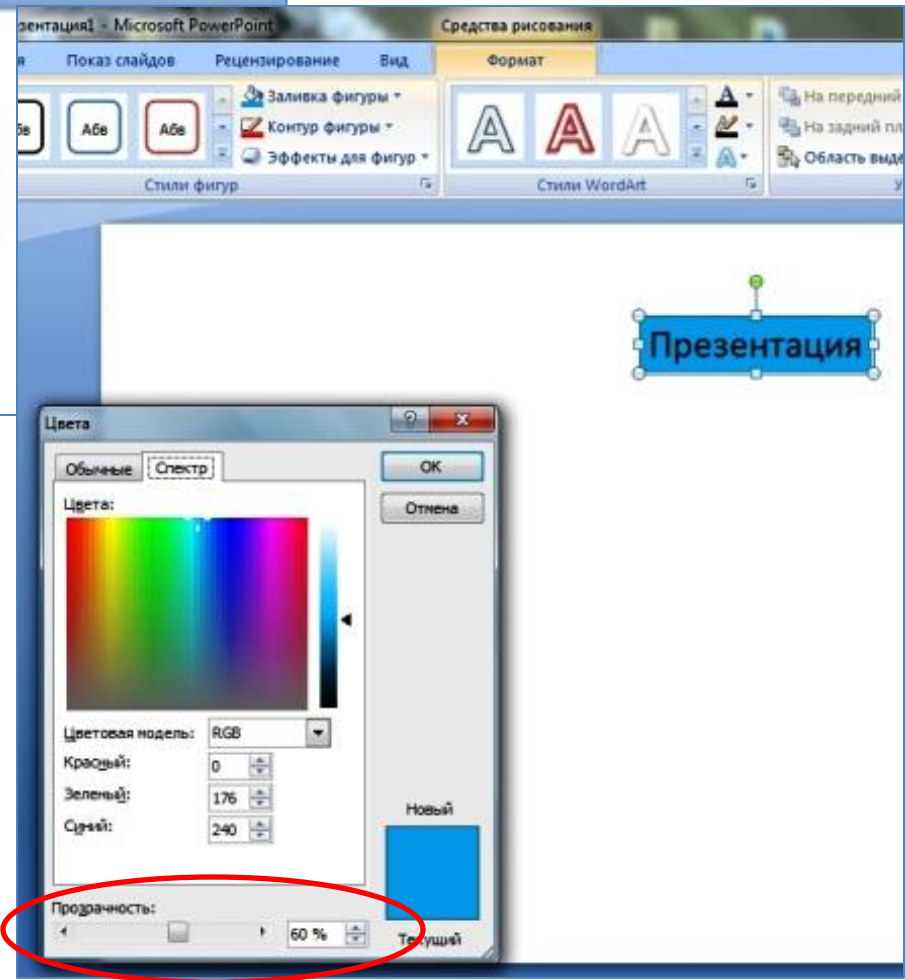 зентация1 - Microsoft PowerPoint Средства рисования
я Показ слайдов Рецензирование Вид Формат
Заливка фигуры На передний
Абв Абв Контур фигуры На задний пл
Эффекты для фигур Область выде
Стили фигур Стили WordArt У
Презентация
Цвета
Обычные Спектр ОК
Цвета: Отмена
Цветовая модель: RGB
Красный: 0
Зеленый: 176
Синий: 240
Новый
Прозрачность:
60 % Текущий